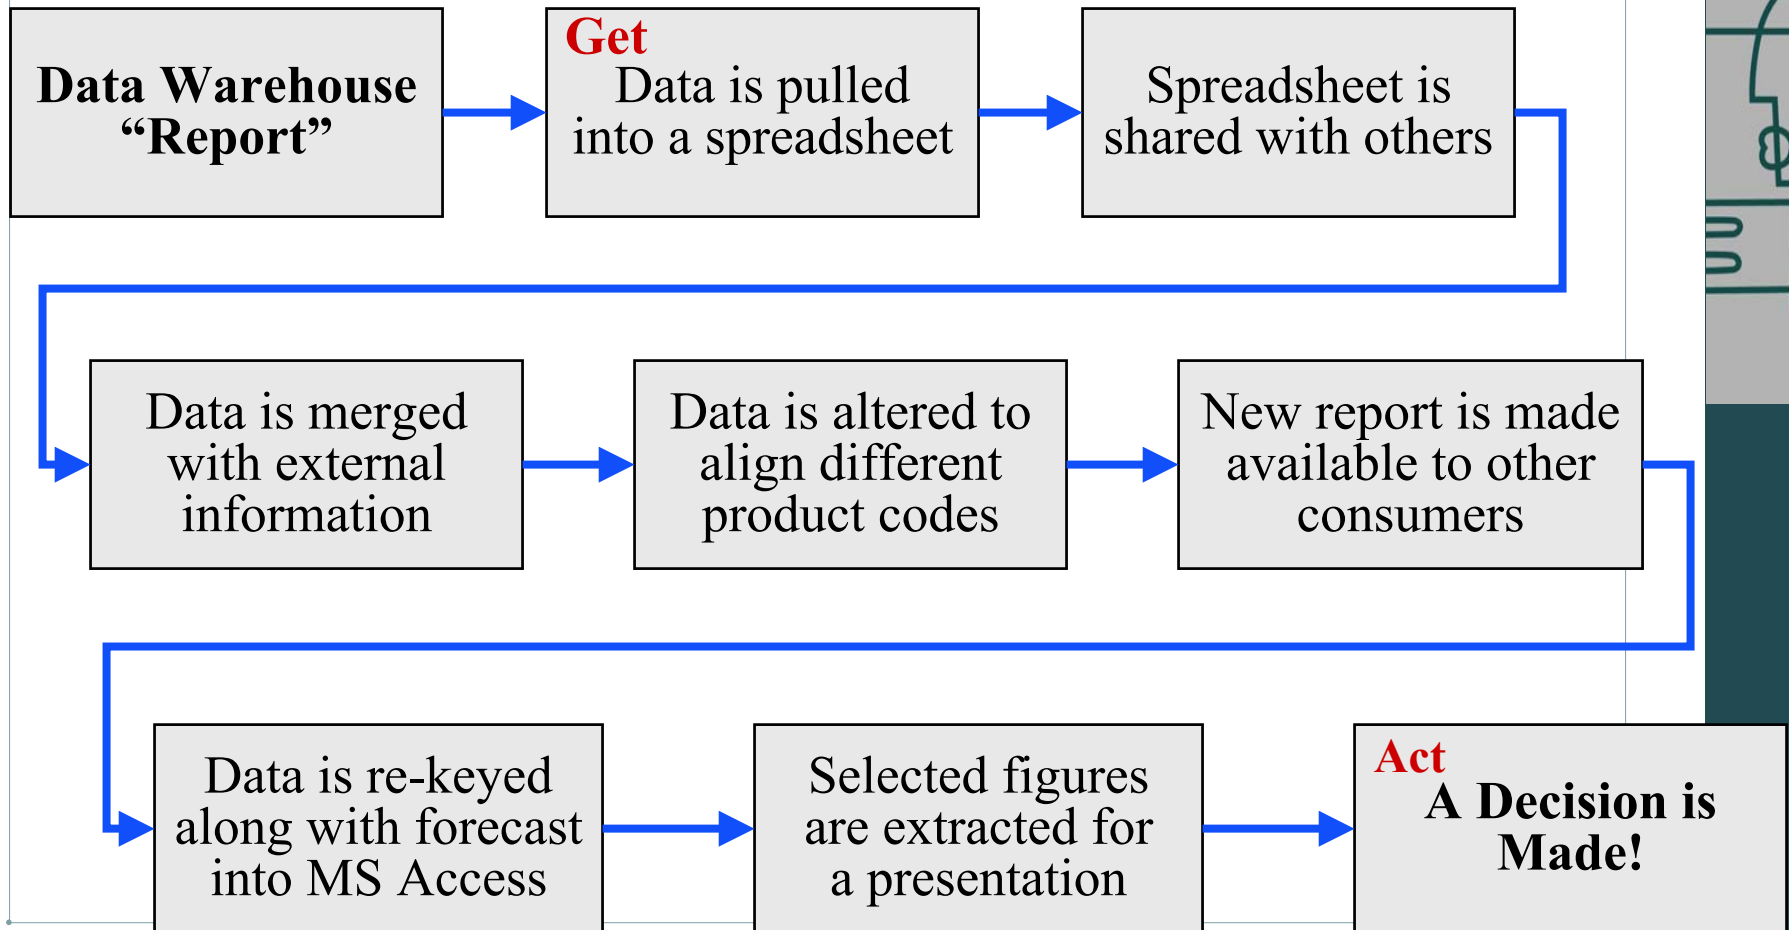 Data Warehouse
“Report”
Get
Data is pulled
into a spreadsheet
Spreadsheet is
shared with others
Data is merged
with external
information
Data is altered to
align different
product codes
New report is made
available to other
consumers
Data is re-keyed
along with forecast
into MS Access
Selected figures
are extracted for
a presentation
Act
A Decision is
Made!